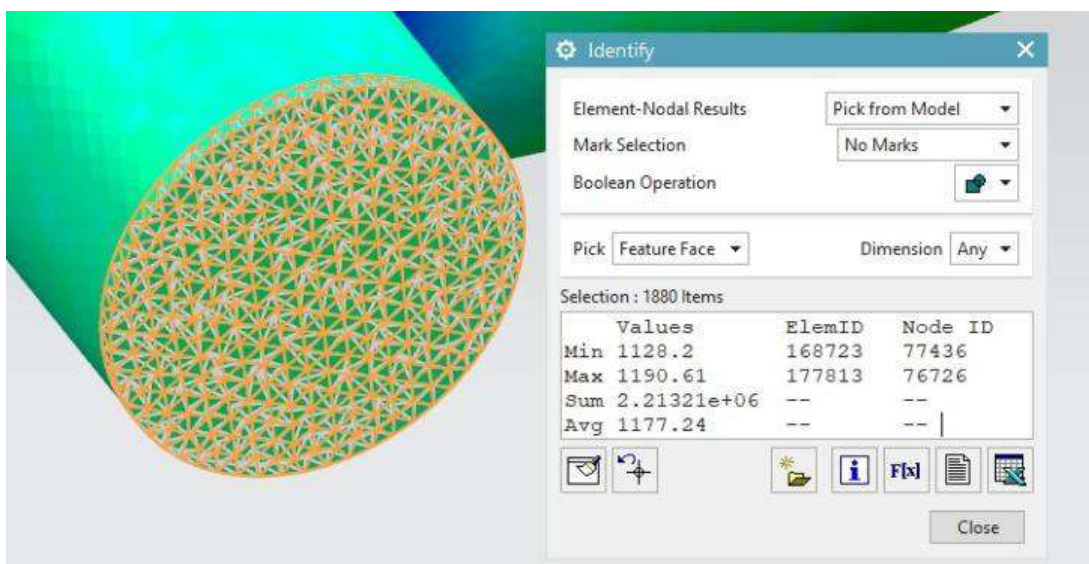 Identify
Element-Nodal Results Pick from Model
Mark Selection No Marks
Boolean Operation
Pick Feature Face Dimension Any
Selection : 1880 Items
Values ElemID Node ID
Min 1128.2 168723 77436
Max 1190.61 177813 76726
Sum 2.21321e+06 -- --
Avg 1177.24 -- --
F[x]
Close